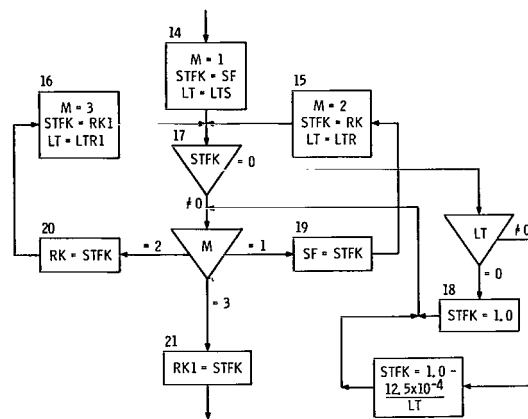 14
M = 1
STFK = SF
LT = LTS
16
M = 3
STFK = RK1
LT = LTR1
15
M = 2
STFK = RK
LT = LTR
17
STFK
= 0
≠0
LT
≠0
= 0
20
RK = STFK
= 2
M
= 1
19
SF = STFK
18
STFK = 1.0
= 3
21
RK1 = STFK
STFK = 1.0 -
12.5x10⁻⁴
LT